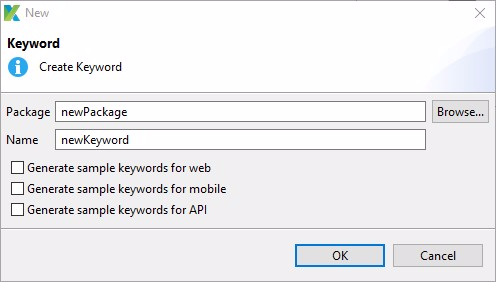 New
Keyword
Create Keyword
Package newPackage Browse...
Name newKeyword
Generate sample keywords for web
Generate sample keywords for mobile
Generate sample keywords for API
OK Cancel